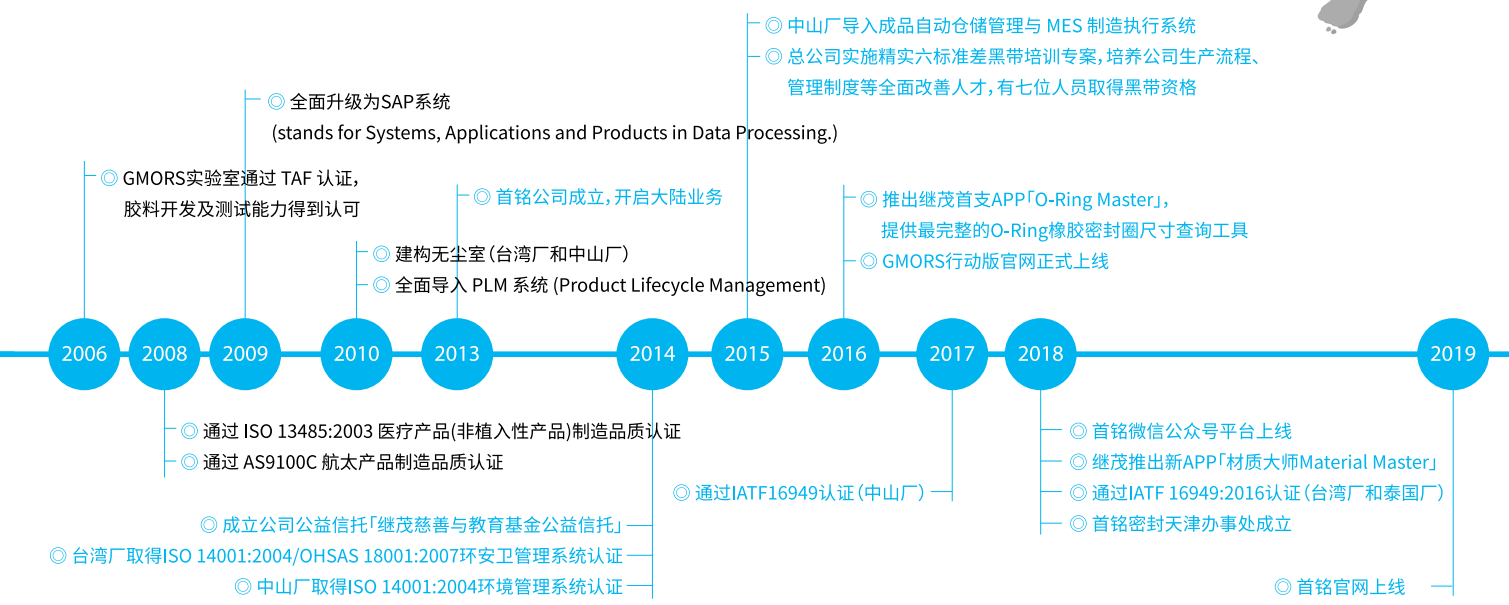 ◎ 中山厂导入成品自动仓储管理与 MES 制造执行系统
◎ 总公司实施精实六标准差黑带培训专案，培养公司生产流程、
管理制度等全面改善人才，有七位人员取得黑带资格
◎ 全面升级为SAP系统
(stands for Systems, Applications and Products in Data Processing.)
◎ GMORS实验室通过 TAF 认证，
胶料开发及测试能力得到认可
◎ 首铭公司成立，开启大陆业务
◎ 推出继茂首支APP「O-Ring Master」，
提供最完整的O-Ring橡胶密封圈尺寸查询工具
◎ GMORS行动版官网正式上线
◎ 建构无尘室（台湾厂和中山厂）
◎ 全面导入 PLM 系统 (Product Lifecycle Management)
2006 2008 2009 2010 2013 2014 2015 2016 2017 2018 2019
◎ 通过 ISO 13485:2003 医疗产品(非植入性产品)制造品质认证
◎ 通过 AS9100C 航太产品制造品质认证
◎ 通过IATF16949认证（中山厂）
◎ 成立公司公益信托「继茂慈善与教育基金公益信托」
◎ 台湾厂取得ISO 14001:2004/OHSAS 18001:2007环安卫管理系统认证
◎ 中山厂取得ISO 14001:2004环境管理系统认证
◎ 首铭微信公众号平台上线
◎ 继茂推出新APP「材质大师Material Master」
◎ 通过IATF 16949:2016认证（台湾厂和泰国厂）
◎ 首铭密封天津办事处成立
◎ 首铭官网上线